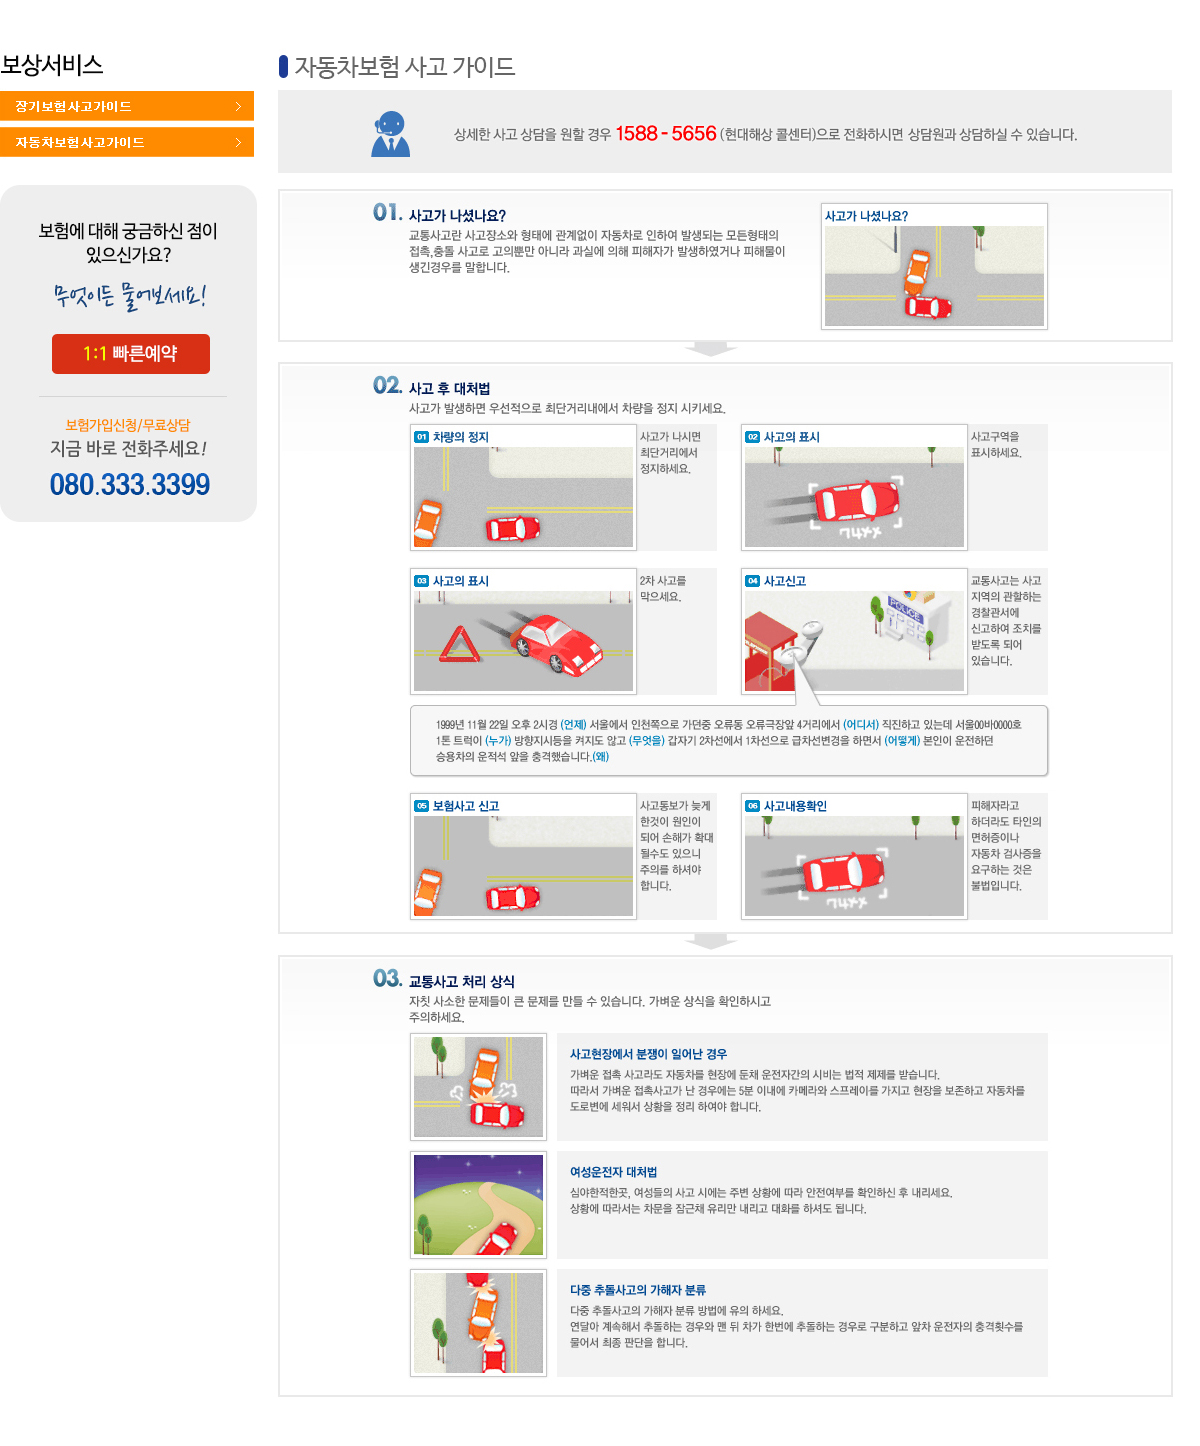 보상서비스
장기보험사고가이드
자동차보험사고가이드
보험에 대해 궁금하신 점이
있으신가요?
무엇이든 물어보세요!
1:1 빠른예약
보험가입신청/무료상담
지금 바로 전화주세요!
080.333.3399
자동차보험 사고 가이드
상세한 사고 상담을 원할 경우 1588 - 5656 (현대해상 콜센터)으로 전화하시면 상담원과 상담하실 수 있습니다.
01. 사고가 나셨나요?
교통사고란 사고장소와 형태에 관계없이 자동차로 인하여 발생되는 모든형태의
접촉,충돌 사고로 고의뿐만 아니라 과실에 의해 피해자가 발생하였거나 피해물이
생긴경우를 말합니다.
사고가 나셨나요?
02. 사고 후 대처법
사고가 발생하면 우선적으로 최단거리내에서 차량을 정지 시키세요.
01 차량의 정지
사고가 나시면
최단거리에서
정지하세요.
02 사고의 표시
74XX
사고구역을
표시하세요.
03 사고의 표시
2차 사고를
막으세요.
04 사고신고
POLICE
교통사고는 사고
지역의 관할하는
경찰관서에
신고하여 조치를
받도록 되어
있습니다.
1999년 11월 22일 오후 2시경 (언제) 서울에서 인천쪽으로 가던중 오류동 오류극장앞 4거리에서 (어디서) 직진하고 있는데 서울00바0000호
1톤 트럭이 (누가) 방향지시등을 켜지도 않고 (무엇을) 갑자기 2차선에서 1차선으로 급차선변경을 하면서 (어떻게) 본인이 운전하던
승용차의 운적석 앞을 충격했습니다.(왜)
05 보험사고 신고
사고통보가 늦게
한것이 원인이
되어 손해가 확대
될수도 있으니
주의를 하셔야
합니다.
06 사고내용확인
74XX
피해자라고
하더라도 타인의
면허증이나
자동차 검사증을
요구하는 것은
불법입니다.
03. 교통사고 처리 상식
자칫 사소한 문제들이 큰 문제를 만들 수 있습니다. 가벼운 상식을 확인하시고
주의하세요.
사고현장에서 분쟁이 일어난 경우
가벼운 접촉 사고라도 자동차를 현장에 둔채 운전자간의 시비는 법적 제제를 받습니다.
따라서 가벼운 접촉사고가 난 경우에는 5분 이내에 카메라와 스프레이를 가지고 현장을 보존하고 자동차를
도로변에 세워서 상황을 정리 하여야 합니다.
여성운전자 대처법
심야한적한곳, 여성들의 사고 시에는 주변 상황에 따라 안전여부를 확인하신 후 내리세요.
상황에 따라서는 차문을 잠근채 유리만 내리고 대화를 하셔도 됩니다.
다중 추돌사고의 가해자 분류
다중 추돌사고의 가해자 분류 방법에 유의 하세요.
연달아 계속해서 추돌하는 경우와 맨 뒤 차가 한번에 추돌하는 경우로 구분하고 앞차 운전자의 충격횟수를
물어서 최종 판단을 합니다.